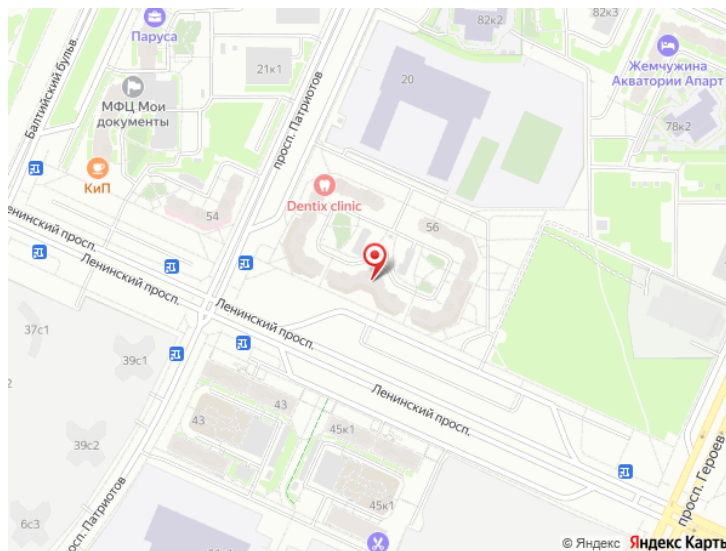 Паруса
82к2
82к3
21к1
Балтийский бульв.
МФЦ Мои
документы
просп. Патриотов
20
Жемчужина
Акватории Апарт
78к2
КиП
54
Dentix clinic
56
Ленинский просп.
Ленинский просп.
Ленинский просп.
37с1
39с1
Ленинский просп.
43
43
45к1
39с2
45к1
6с3
просп. Патриотов
просп. Героев
© Яндекс Яндекс Карты